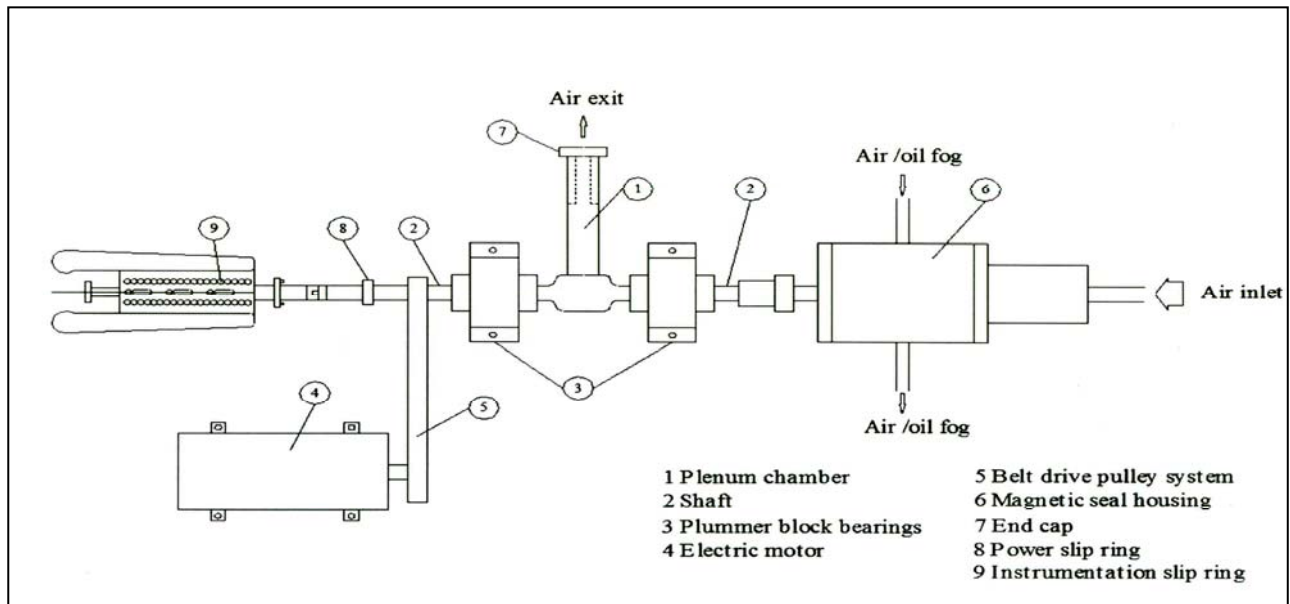 Air exit
7
Air /oil fog
1
2
6
9
8
2
Air inlet
3
4
5
Air /oil fog
1 Plenum chamber
2 Shaft
3 Plummer block bearings
4 Electric motor
5 Belt drive pulley system
6 Magnetic seal housing
7 End cap
8 Power slip ring
9 Instrumentation slip ring